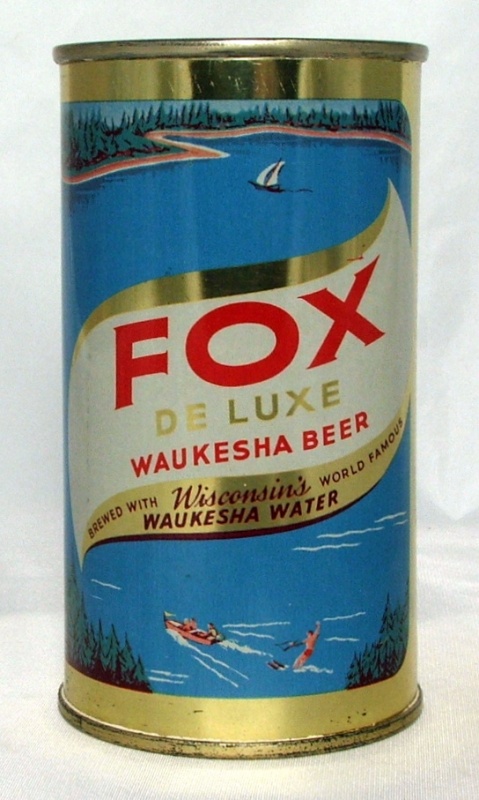 FOX
DE LUXE
WAUKESHA BEER
BREWED WITH Wisconsin's WORLD FAMOUS
WAUKESHA WATER